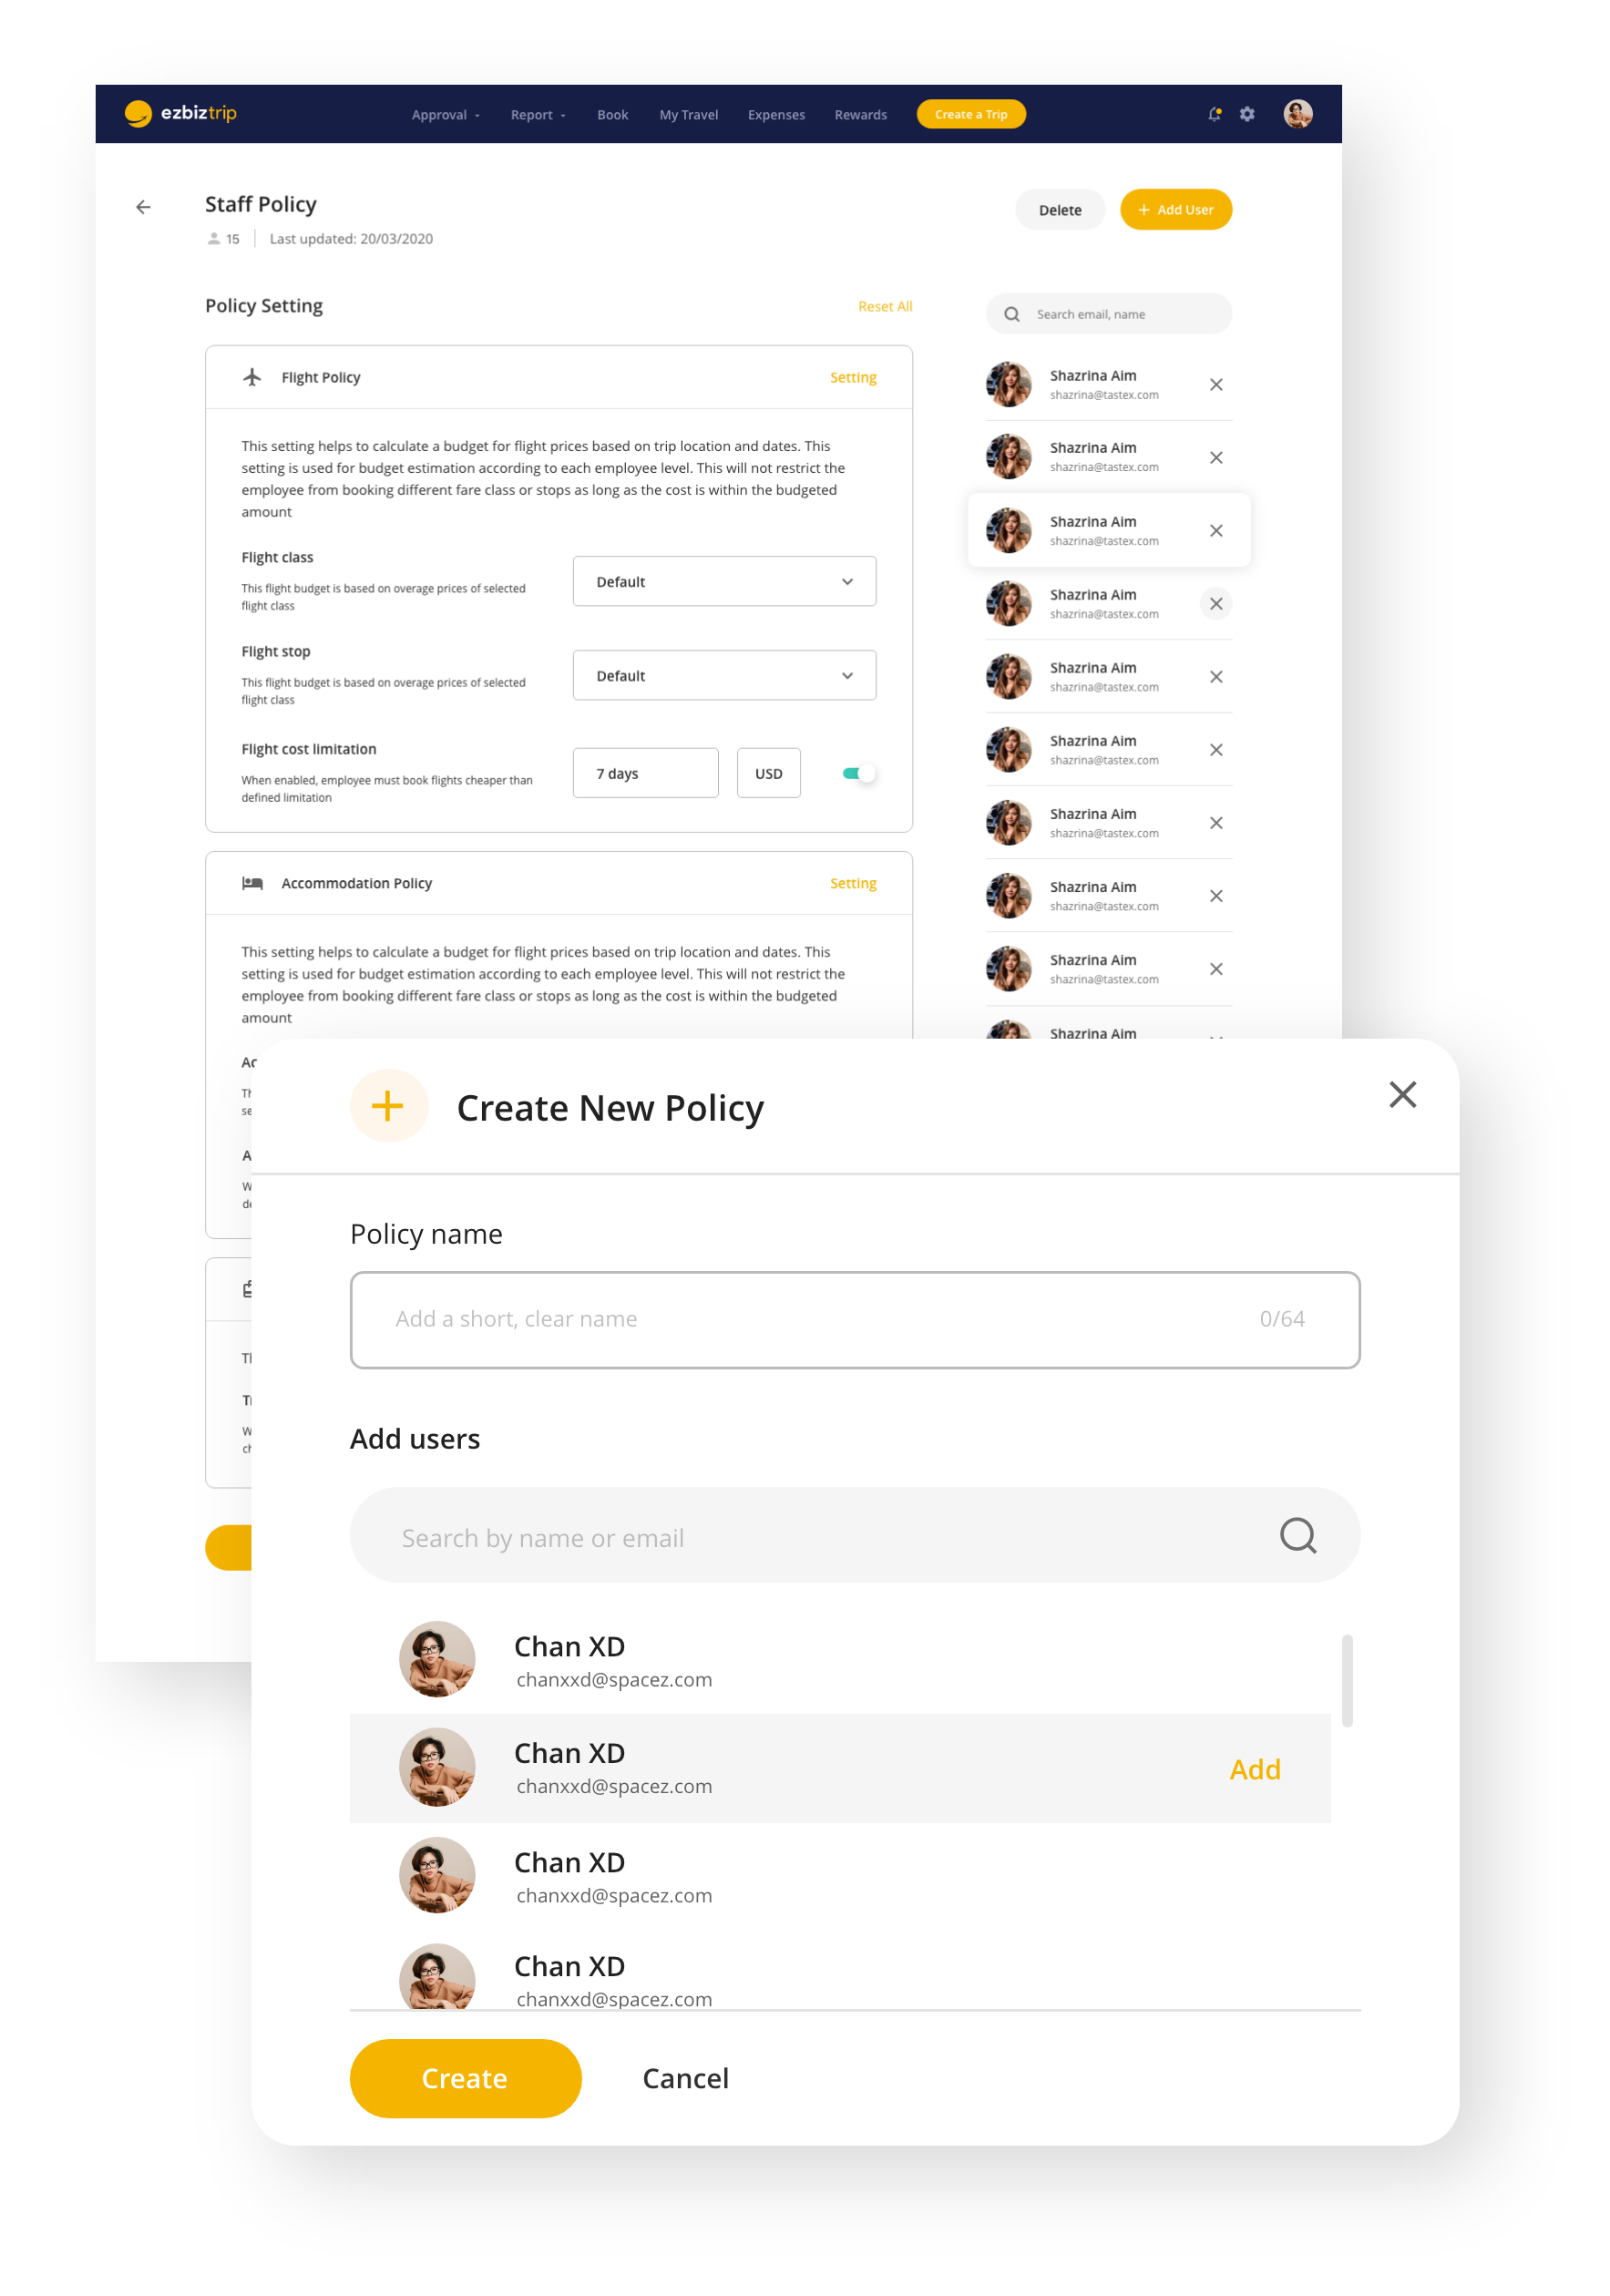 ezbiztrip
Approval
Report
Book
My Travel
Expenses
Rewards
Create a Trip
Staff Policy
15
Last updated: 20/03/2020
Delete
+ Add User
Policy Setting
Reset All
Flight Policy
Setting
This setting helps to calculate a budget for flight prices based on trip location and dates. This
setting is used for budget estimation according to each employee level. This will not restrict the
employee from booking different fare class or stops as long as the cost is within the budgeted
amount
Flight class
This flight budget is based on overage prices of selected
flight class
Default
Flight stop
This flight budget is based on overage prices of selected
flight class
Default
Flight cost limitation
When enabled, employee must book flights cheaper than
defined limitation
7 days
USD
Accommodation Policy
Setting
This setting helps to calculate a budget for flight prices based on trip location and dates. This
setting is used for budget estimation according to each employee level. This will not restrict the
employee from booking different fare class or stops as long as the cost is within the budgeted
amount
Search email, name
Shazrina Aim
shazrina@tastex.com
Shazrina Aim
shazrina@tastex.com
Shazrina Aim
shazrina@tastex.com
Shazrina Aim
shazrina@tastex.com
Shazrina Aim
shazrina@tastex.com
Shazrina Aim
shazrina@tastex.com
Shazrina Aim
shazrina@tastex.com
Shazrina Aim
shazrina@tastex.com
Shazrina Aim
shazrina@tastex.com
Shazrina Aim
Create New Policy
Policy name
Add a short, clear name
0/64
Add users
Search by name or email
Chan XD
chanxxd@spacez.com
Chan XD
chanxxd@spacez.com
Add
Chan XD
chanxxd@spacez.com
Chan XD
chanxxd@spacez.com
Create
Cancel